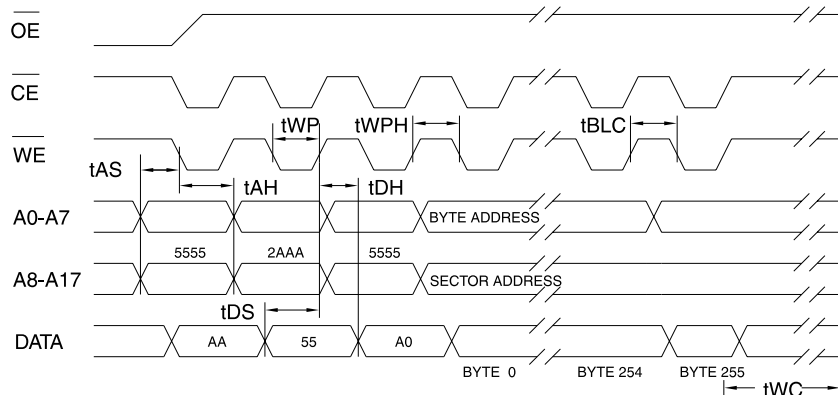 OE
CE
tWP tWPH tBLC
WE
tAS
tAH tDH
A0-A7 BYTE ADDRESS
5555 2AAA 5555
A8-A17 SECTOR ADDRESS
tDS
DATA AA 55 A0
BYTE 0 BYTE 254 BYTE 255
tWC